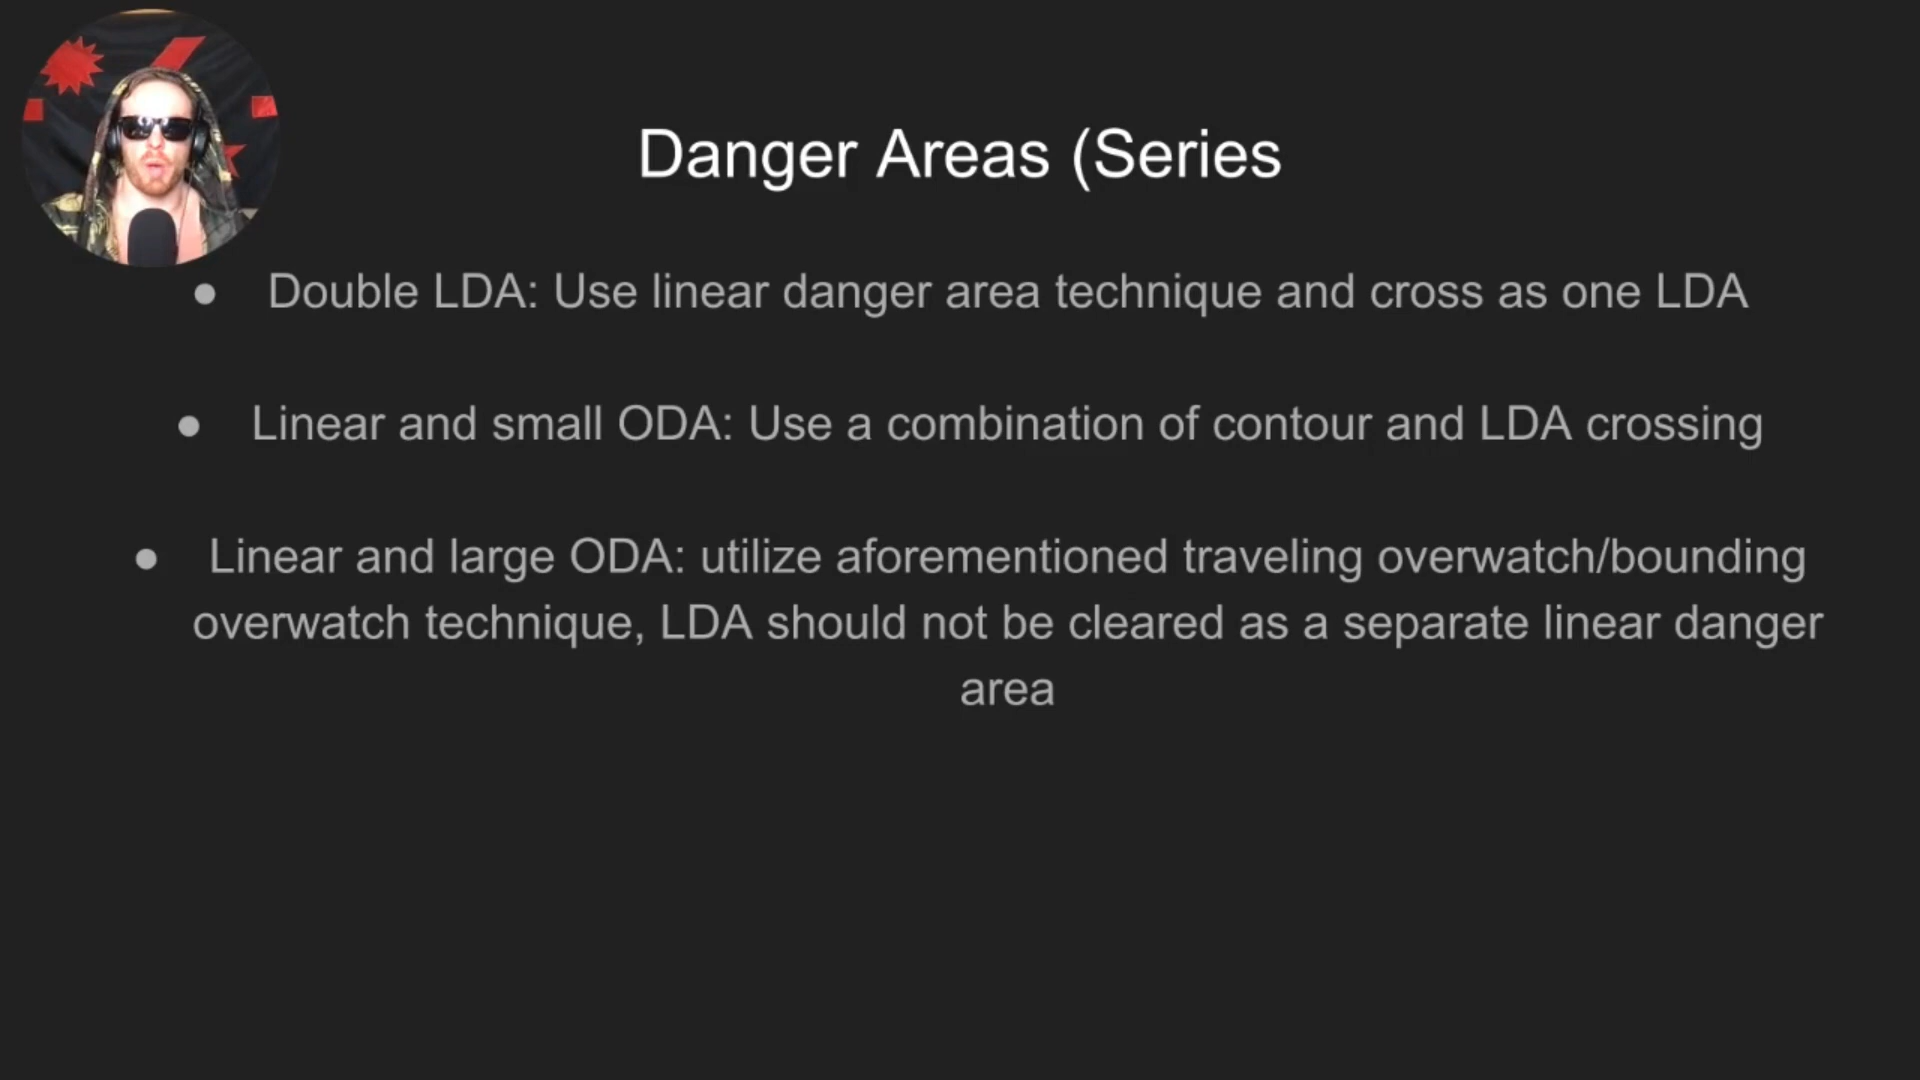 Danger Areas (Series
● Double LDA: Use linear danger area technique and cross as one LDA
● Linear and small ODA: Use a combination of contour and LDA crossing
● Linear and large ODA: utilize aforementioned traveling overwatch/bounding
overwatch technique, LDA should not be cleared as a separate linear danger
area